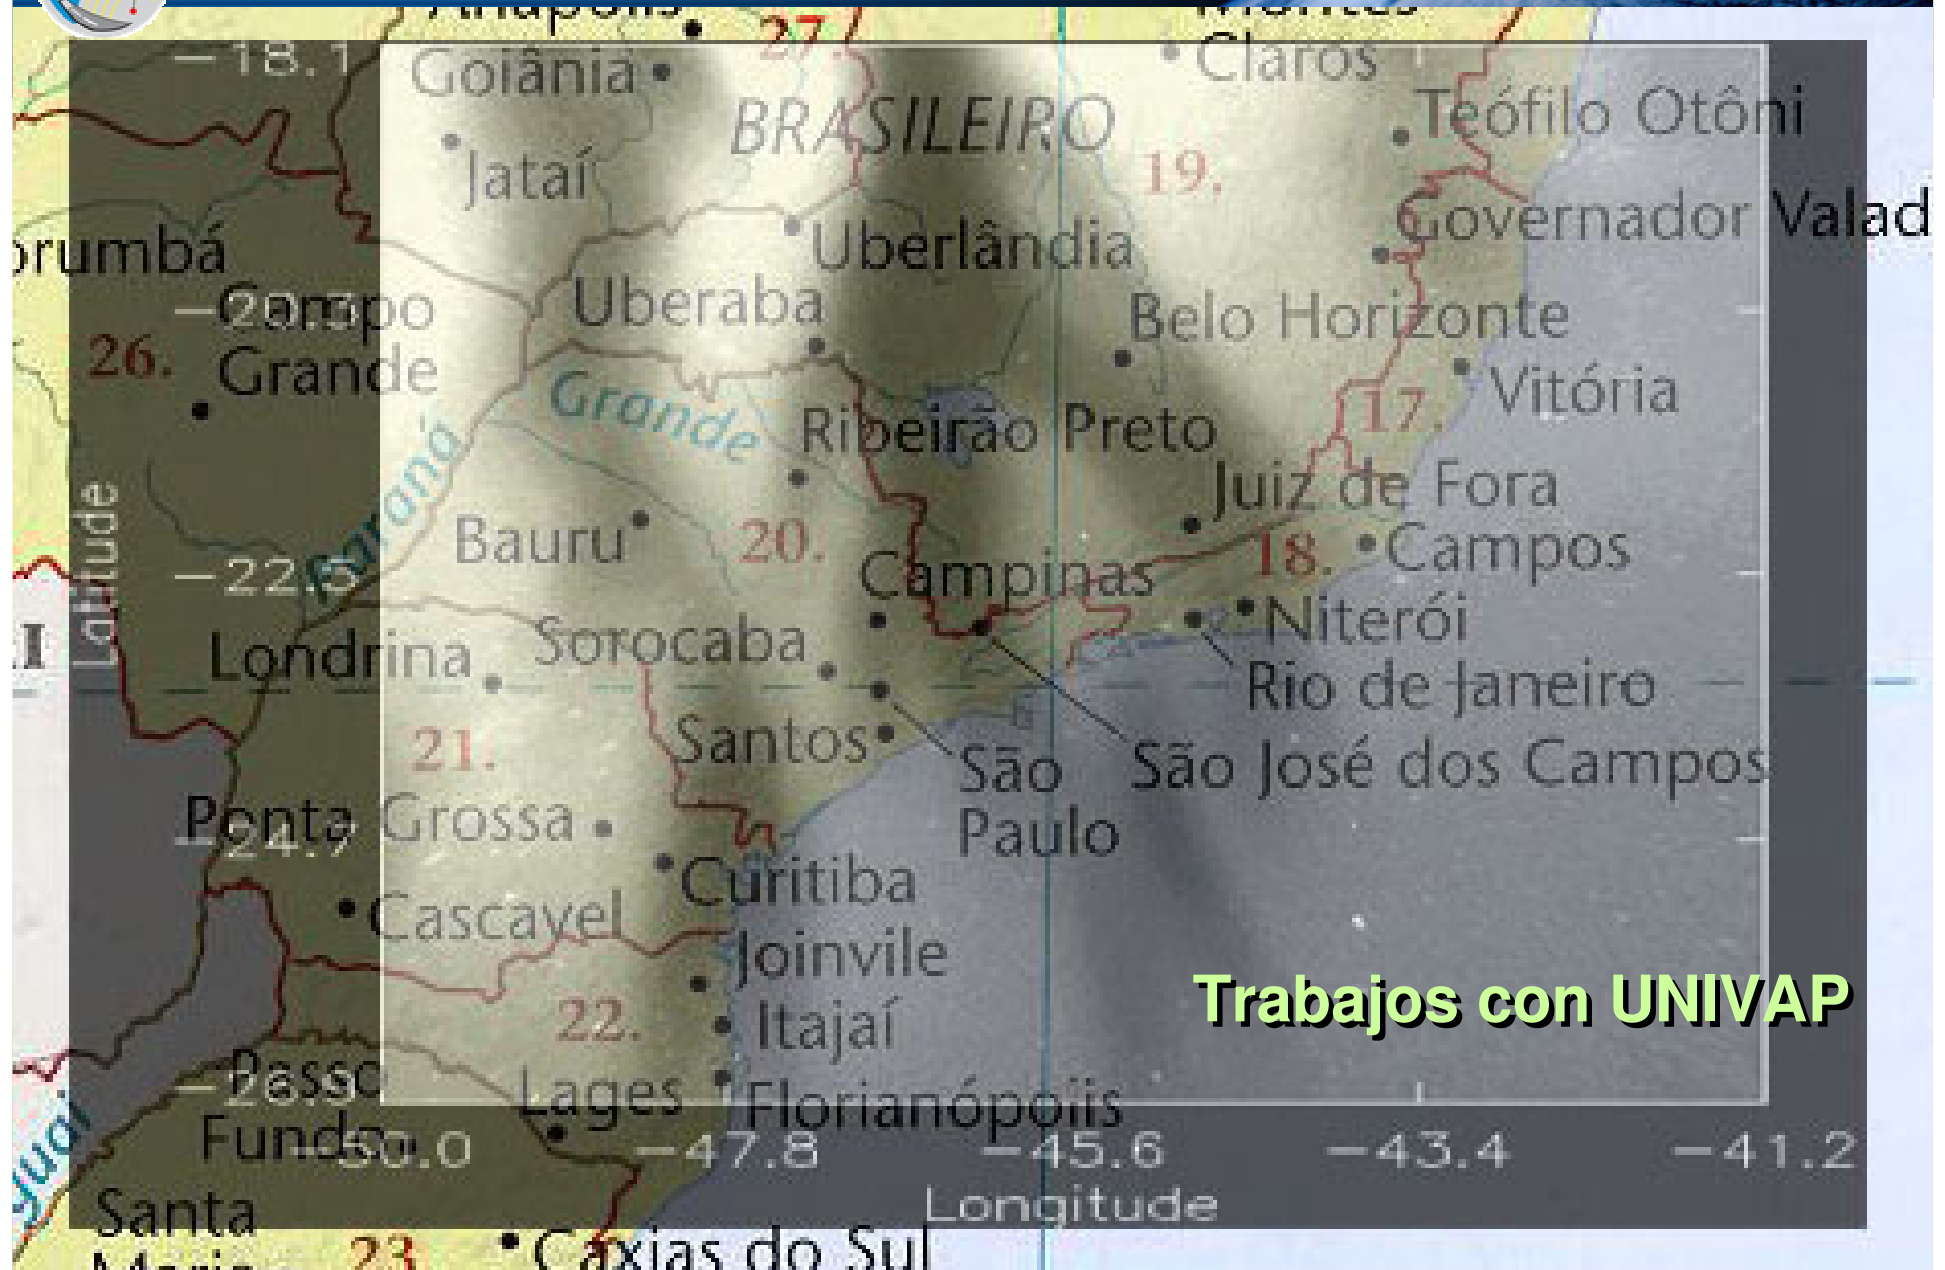 Anápolis
27.
Montes
Claros
−18.1
Goiânia
BRASILEIRO
Teófilo Otôni
Jataí
19.
Governador Valad
orumbá
Uberlândia
Uberaba
Campo
Grande
26.
Belo Horizonte
Vitória
17.
Grande
Ribeirão Preto
Paraná
Juiz de Fora
Bauru
20.
18.
Campos
Campinas
−22.5
Latitude
Niterói
Londrina
Sorocaba
Rio de Janeiro
21.
Santos
São
Paulo
São José dos Campos
Ponta Grossa
−24.7
Curitiba
Cascavel
Joinvile
Trabajos con UNIVAP
22.
Itajaí
Passo
Fundo
Lages
Florianópolis
−50.0
−47.8
−45.6
−43.4
−41.2
Longitude
Santa
Maria
23.
Caxias do Sul